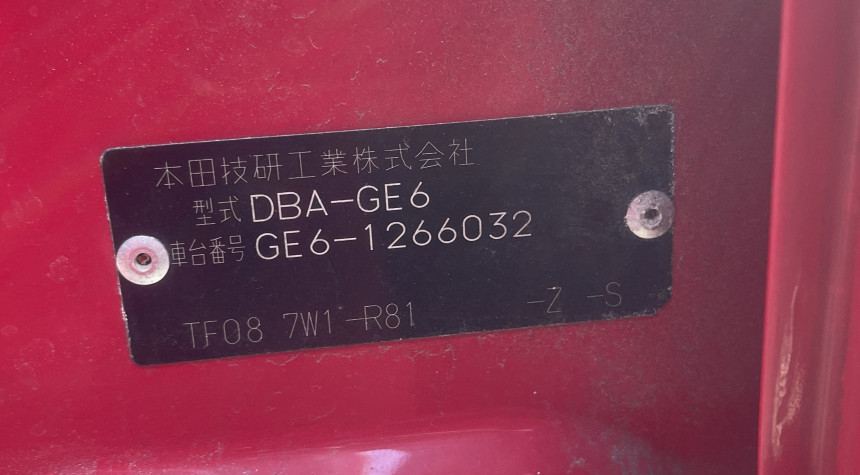 本田技研工業株式会社
型式 DBA-GE6
車台番号 GE6-1266032
TF08 7W1-R81 -Z -S